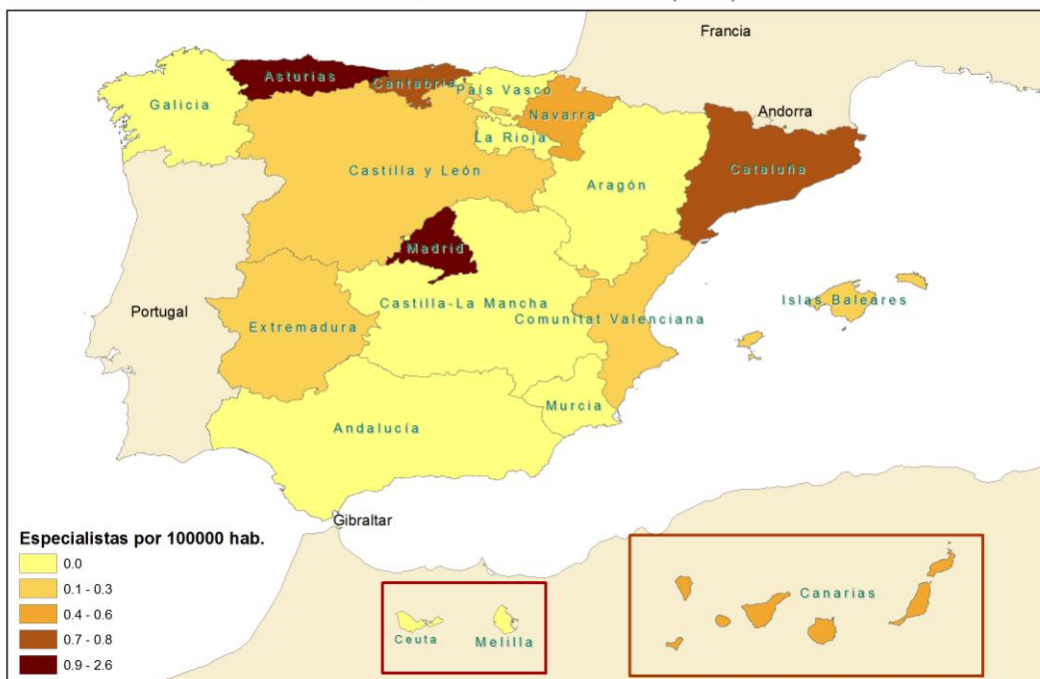 Francia
Asturias
Cantabria
País Vasco
Galicia
Navarra
Andorra
La Rioja
Castilla y León
Cataluña
Aragón
Madrid
Portugal
Castilla-La Mancha
Islas Baleares
Extremadura
Comunitat Valenciana
Murcia
Andalucía
Gibraltar
Especialistas por 100000 hab.
0.0
0.1 - 0.3
0.4 - 0.6
0.7 - 0.8
0.9 - 2.6
Ceuta
Melilla
Canarias